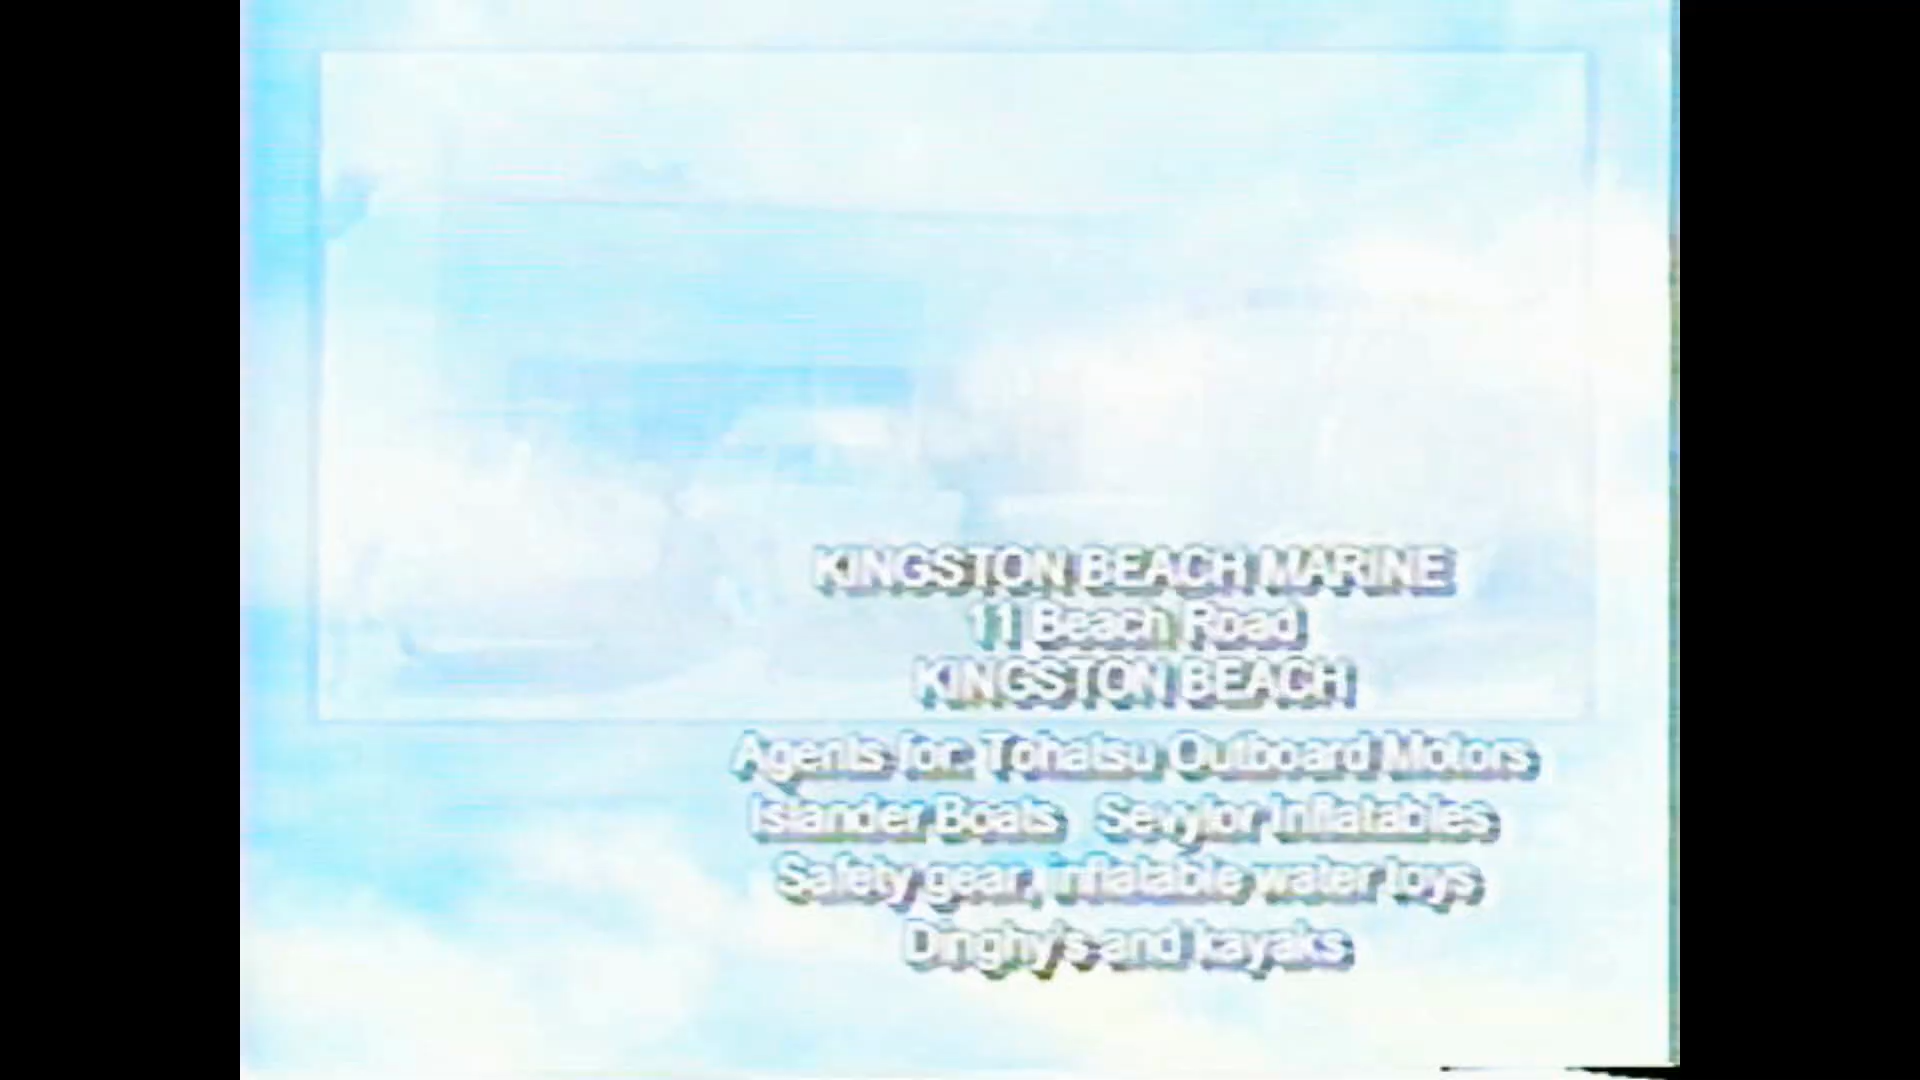 KINGSTON BEACH MARINE
11 Beach Road
KINGSTON BEACH
Agents for: Tohatsu Outboard Motors
Islander Boats Sevylor Inflatables
Safety gear, inflatable water toys
Dinghy's and kayaks